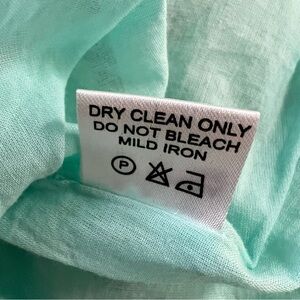 DRY CLEAN ONLY
DO NOT BLEACH
MILD IRON
P